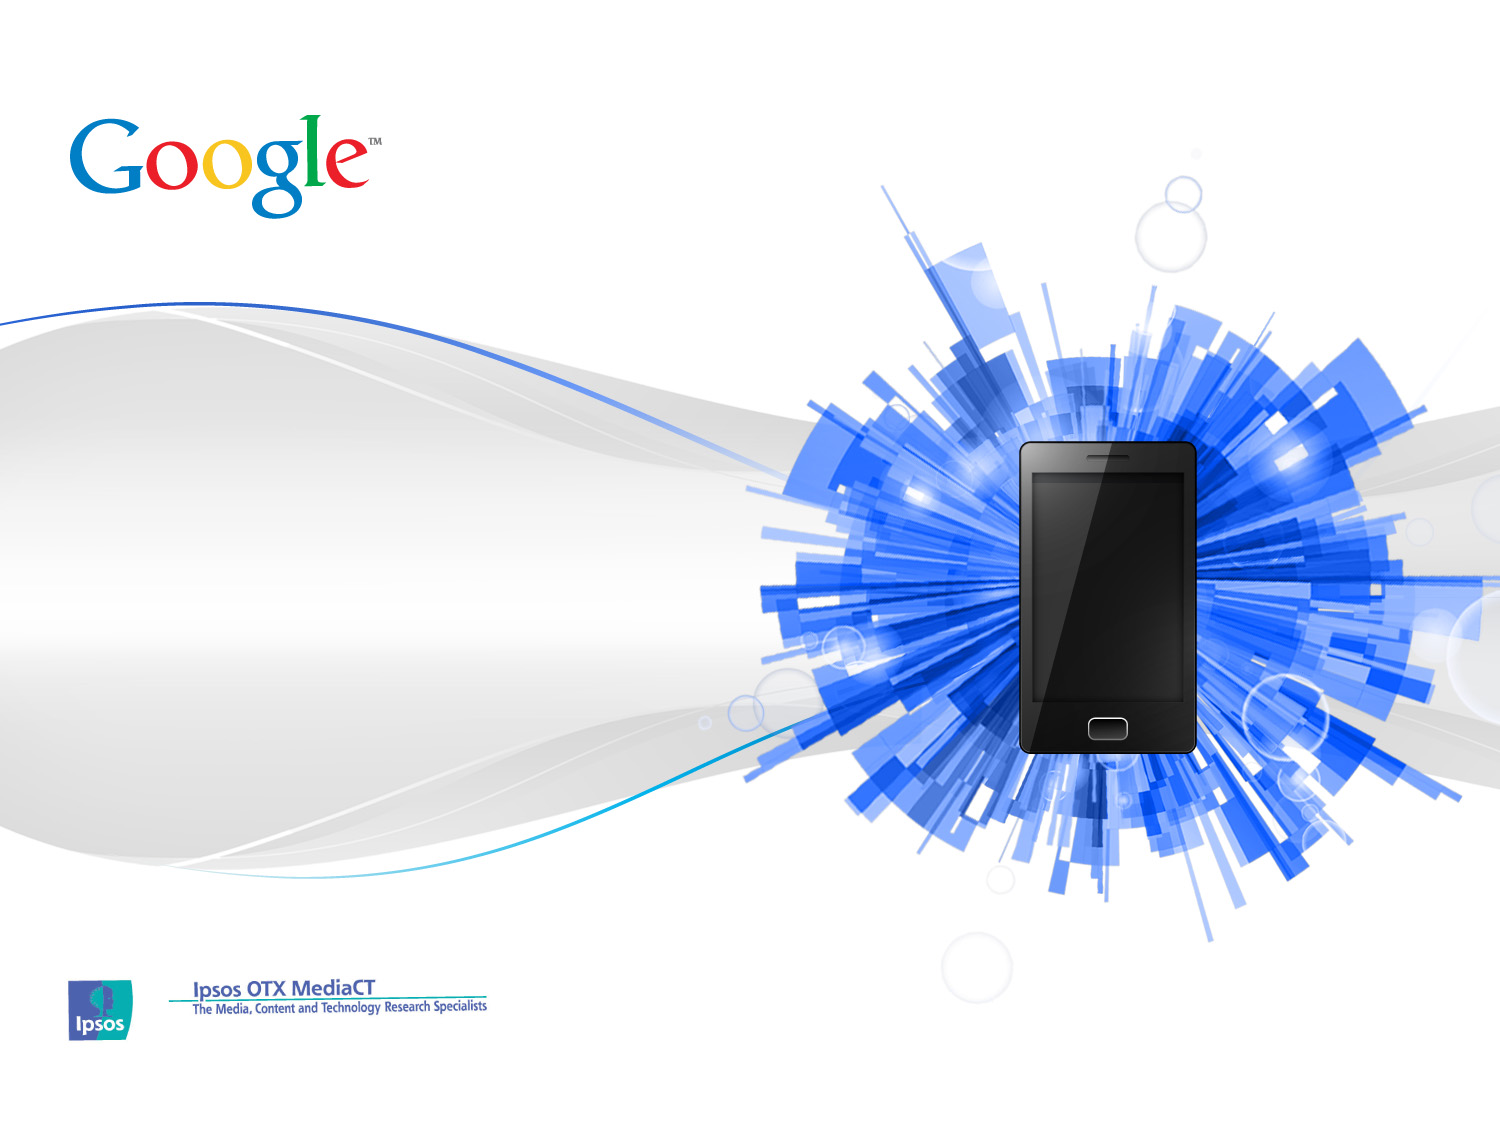 Google™
Ipsos
Ipsos OTX MediaCT
The Media, Content and Technology Research Specialists